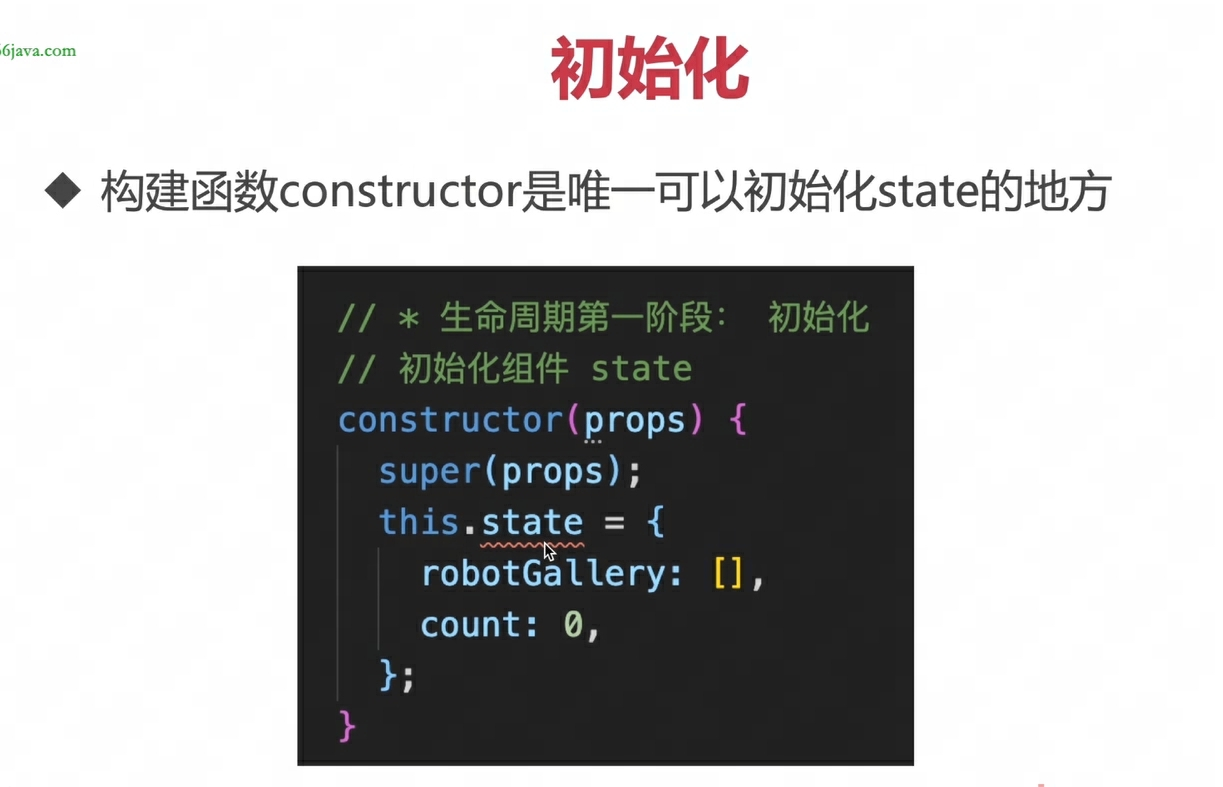 66java.com
初始化
◆ 构建函数constructor是唯一可以初始化state的地方
// * 生命周期第一阶段： 初始化
// 初始化组件 state
constructor(props) {
super(props);
this.state = {
robotGallery: [],
count: 0,
};
}